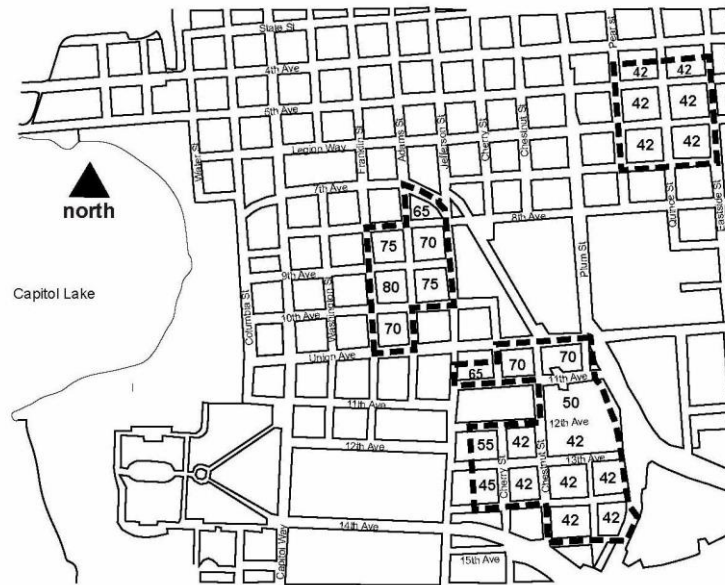 State St
4th Ave
5th Ave
Legion Way
7th Ave
8th Ave
9th Ave
10th Ave
Union Ave
11th Ave
11th Ave
12th Ave
12th Ave
13th Ave
14th Ave
15th Ave
Water St
Columbia St
Capitol Way
Washington St
Franklin St
Adams St
Jefferson St
Cherry St
Chestnut St
Pear St
Plum St
Quince St
Eastside St
Cherry St
Chestnut St
north
Capitol Lake
42 42
42 42
42 42
65
75 70
80 75
70
65 70 70
50
55 42 42
45 42 42 42
42 42